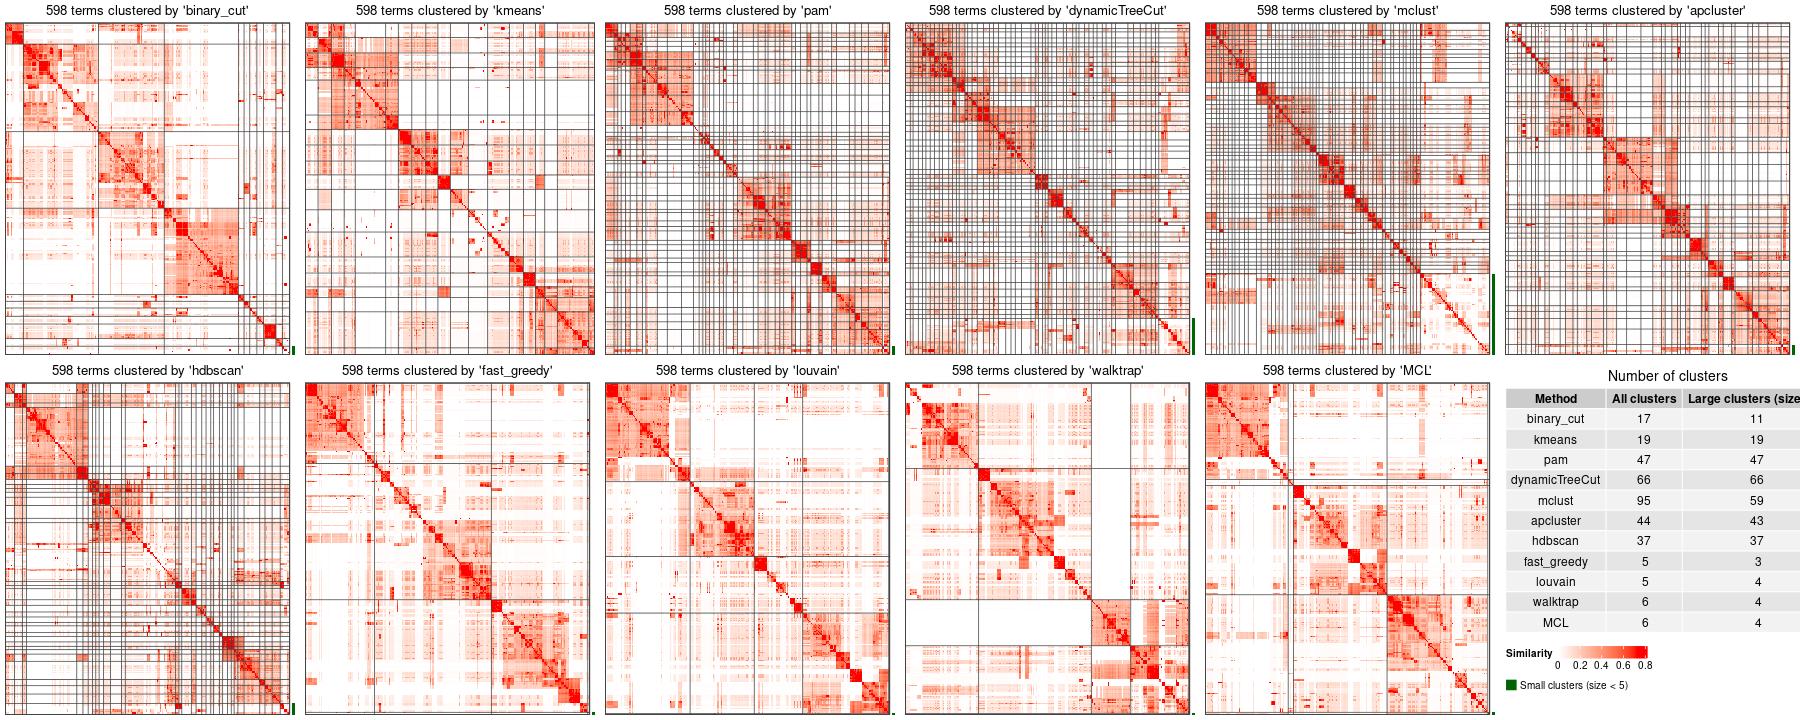 598 terms clustered by 'binary_cut'
598 terms clustered by 'kmeans'
598 terms clustered by 'pam'
598 terms clustered by 'dynamicTreeCut'
598 terms clustered by 'mclust'
598 terms clustered by 'apcluster'
598 terms clustered by 'hdbscan'
598 terms clustered by 'fast_greedy'
598 terms clustered by 'louvain'
598 terms clustered by 'walktrap'
598 terms clustered by 'MCL'
Number of clusters
Method All clusters Large clusters (size
binary_cut 17 11
kmeans 19 19
pam 47 47
dynamicTreeCut 66 66
mclust 95 59
apcluster 44 43
hdbscan 37 37
fast_greedy 5 3
louvain 5 4
walktrap 6 4
MCL 6 4
Similarity
0 0.2 0.4 0.6 0.8
Small clusters (size < 5)